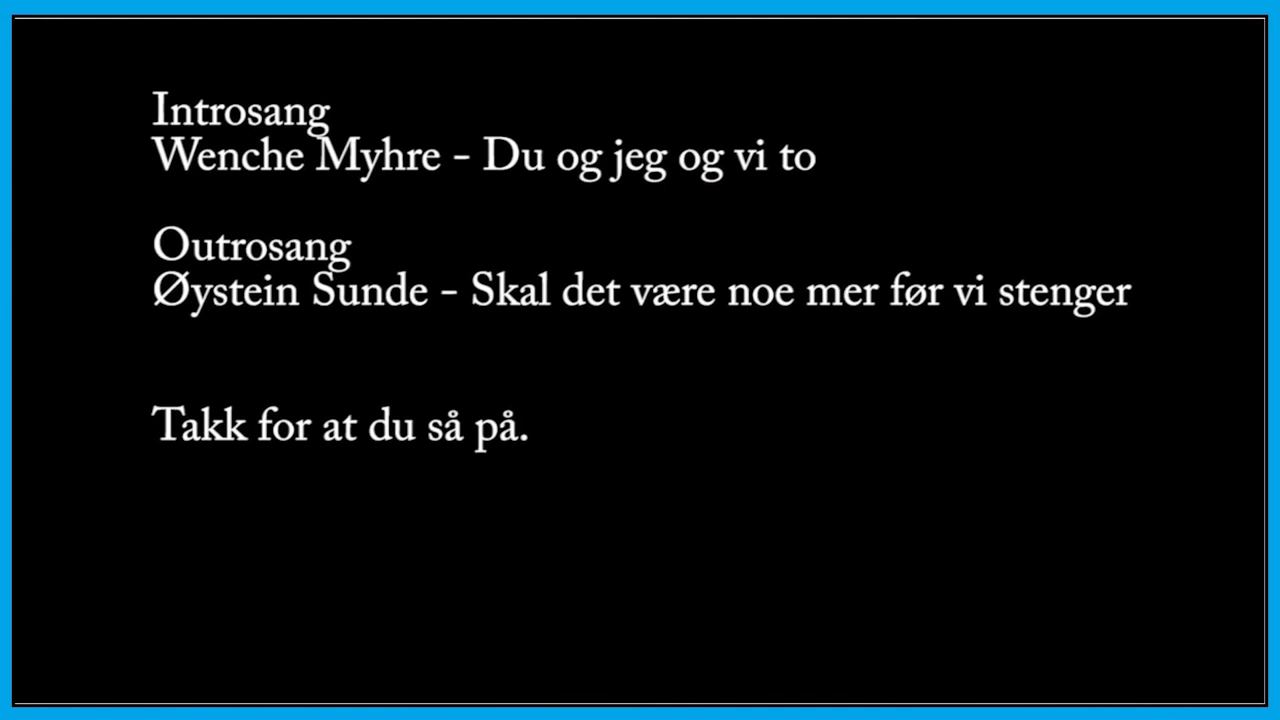 Introsang
Wenche Myhre - Du og jeg og vi to
Outrosang
Øystein Sunde - Skal det være noe mer før vi stenger
Takk for at du så på.